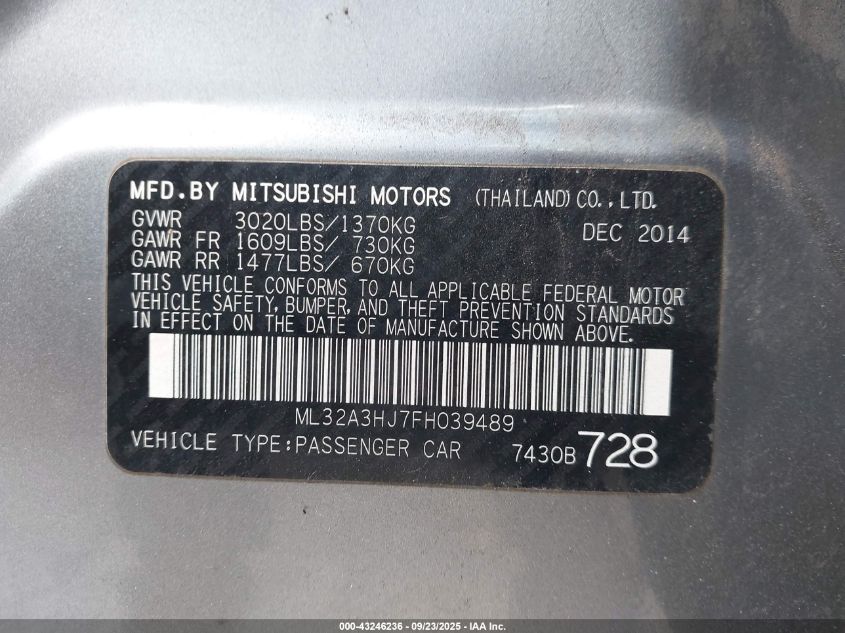 MFD.BY MITSUBISHI MOTORS (THAILAND) CO.,LTD.
GVWR 3020LBS/1370KG DEC 2014
GAWR FR 1609LBS/ 730KG
GAWR RR 1477LBS/ 670KG
THIS VEHICLE CONFORMS TO ALL APPLICABLE FEDERAL MOTOR
VEHICLE SAFETY, BUMPER, AND THEFT PREVENTION STANDARDS
IN EFFECT ON THE DATE OF MANUFACTURE SHOWN ABOVE.
ML32A3HJ7FH039489
VEHICLE TYPE:PASSENGER CAR 7430B 728
000-43246236 - 09/23/2025 - IAA Inc.